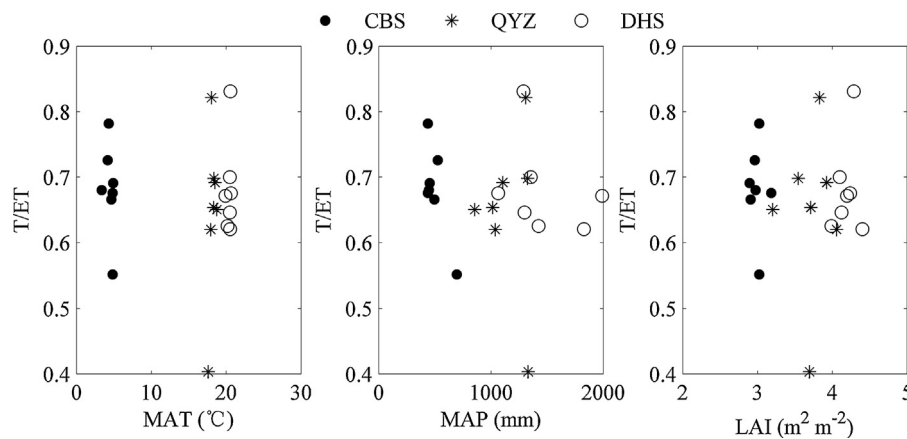 CBS QYZ DHS
0.9 0.9 0.9
0.8 0.8 0.8
0.7 0.7 0.7
0.6 0.6 0.6
0.5 0.5 0.5
0.4 0.4 0.4
T/ET T/ET T/ET
0 10 20 30 0 1000 2000 2 3 4 5
MAT (℃) MAP (mm) LAI (m² m⁻²)